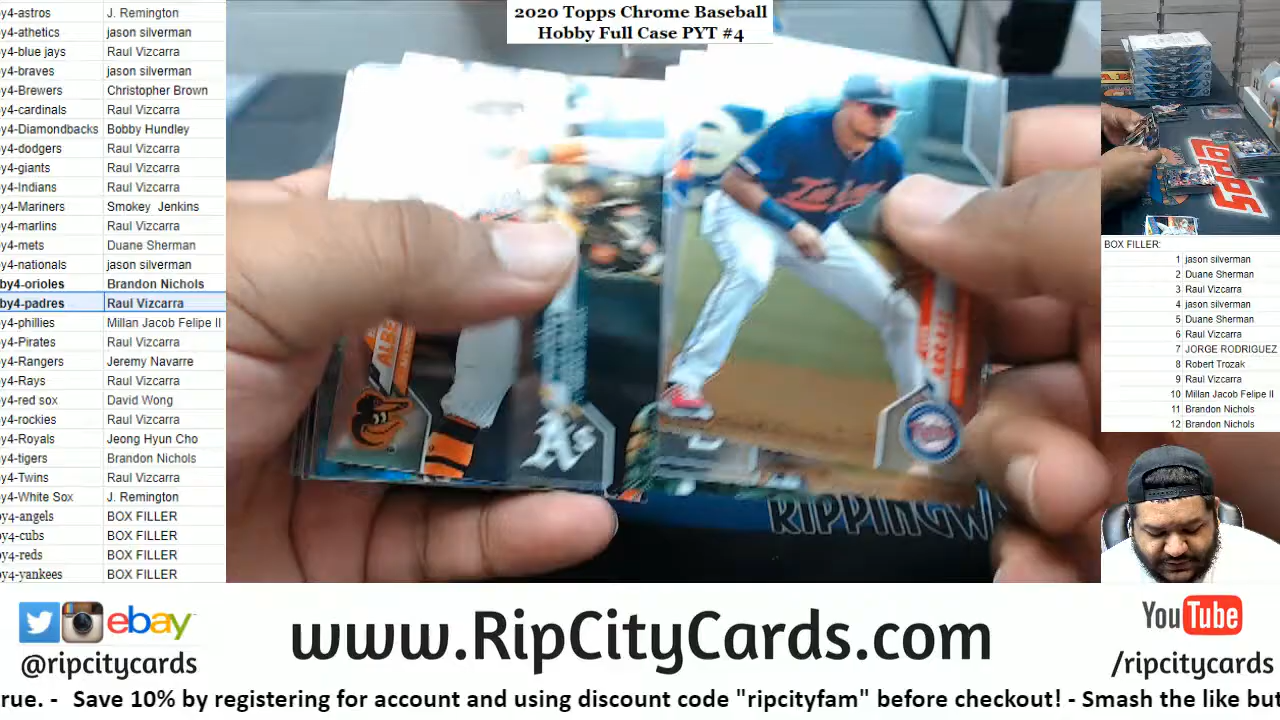 2020 Topps Chrome Baseball
Hobby Full Case PYT #4
y4-astros J. Remington
y4-athetics jason silverman
y4-blue jays Raul Vizcarra
y4-braves jason silverman
y4-Brewers Christopher Brown
y4-cardinals Raul Vizcarra
y4-Diamondbacks Bobby Hundley
y4-dodgers Raul Vizcarra
y4-giants Raul Vizcarra
y4-Indians Raul Vizcarra
y4-Mariners Smokey Jenkins
y4-marlins Raul Vizcarra
y4-mets Duane Sherman
y4-nationals jason silverman
by4-orioles Brandon Nichols
by4-padres Raul Vizcarra
y4-phillies Millan Jacob Felipe II
y4-Pirates Raul Vizcarra
y4-Rangers Jeremy Navarre
y4-Rays Raul Vizcarra
y4-red sox David Wong
y4-rockies Raul Vizcarra
y4-Royals Jeong Hyun Cho
y4-tigers Brandon Nichols
y4-Twins Raul Vizcarra
y4-White Sox J. Remington
y4-angels BOX FILLER
y4-cubs BOX FILLER
y4-reds BOX FILLER
y4-yankees BOX FILLER
A's
RIPPINGW
TOPPS
BOX FILLER:
1 jason silverman
2 Duane Sherman
3 Raul Vizcarra
4 jason silverman
5 Duane Sherman
6 Raul Vizcarra
7 JORGE RODRIGUEZ
8 Robert Trozak
9 Raul Vizcarra
10 Millan Jacob Felipe II
11 Brandon Nichols
12 Brandon Nichols
ebay
@ripcitycards
www.RipCityCards.com
YouTube
/ripcitycards
rue. - Save 10% by registering for account and using discount code "ripcityfam" before checkout! - Smash the like but